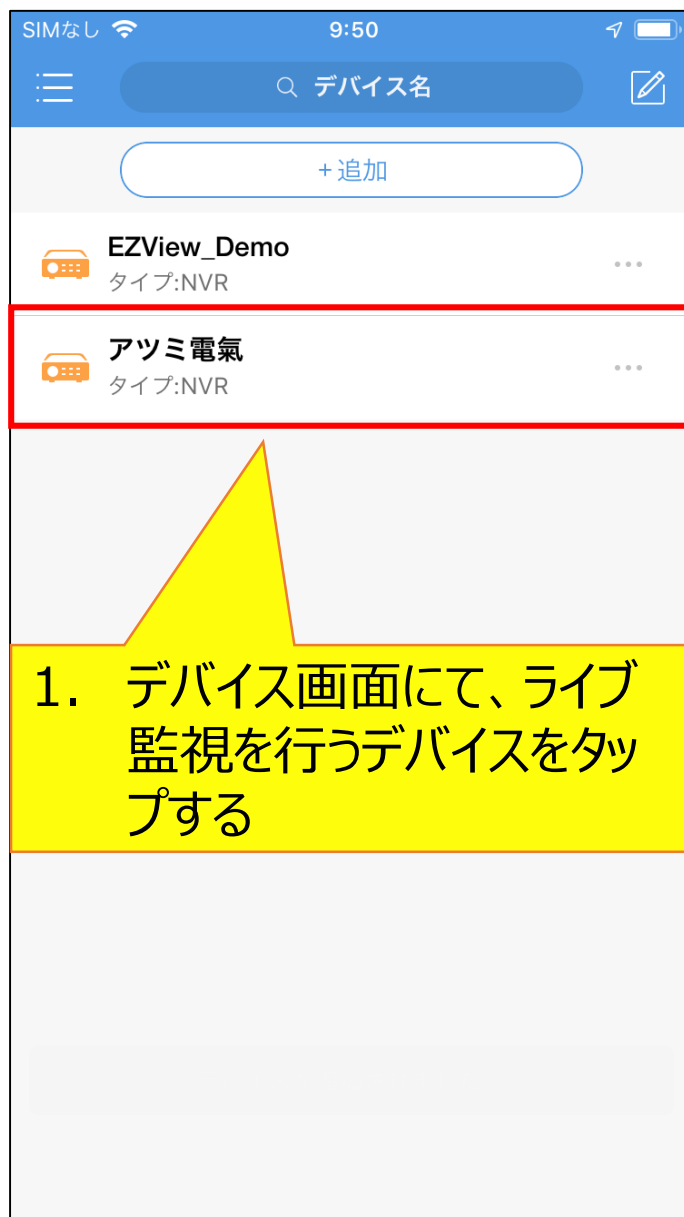 SIMなし 9:50
デバイス名
+追加
EZView_Demo
タイプ:NVR
アツミ電氣
タイプ:NVR
1. デバイス画面にて、ライブ
監視を行うデバイスをタッ
プする